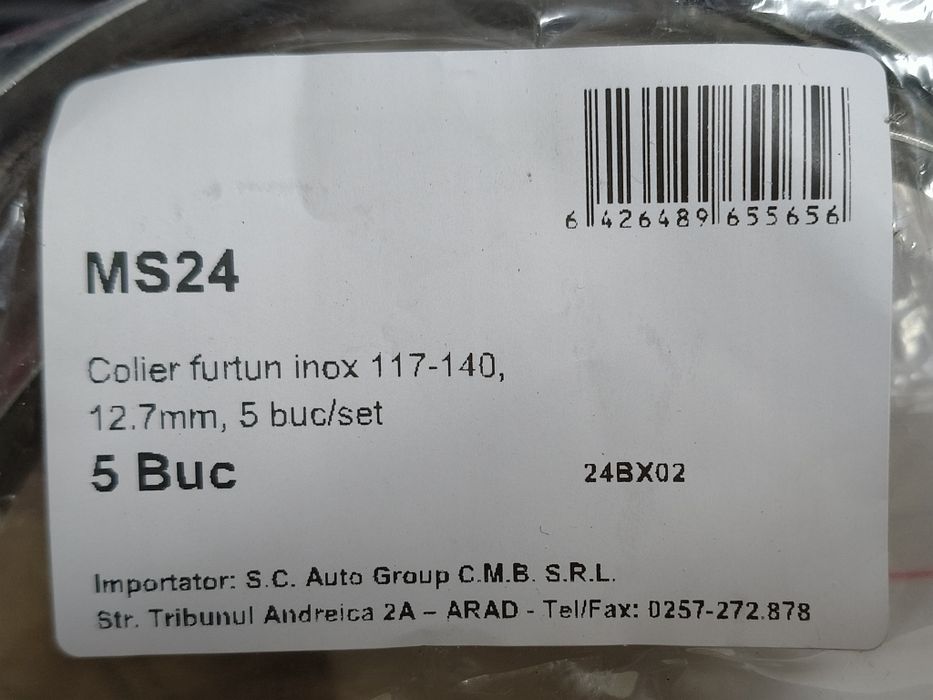 6 426489 655656
MS24
Colier furtun inox 117-140,
12.7mm, 5 buc/set
5 Buc
24BX02
Importator: S.C. Auto Group C.M.B. S.R.L.
Str. Tribunul Andreica 2A – ARAD - Tel/Fax: 0257-272.878